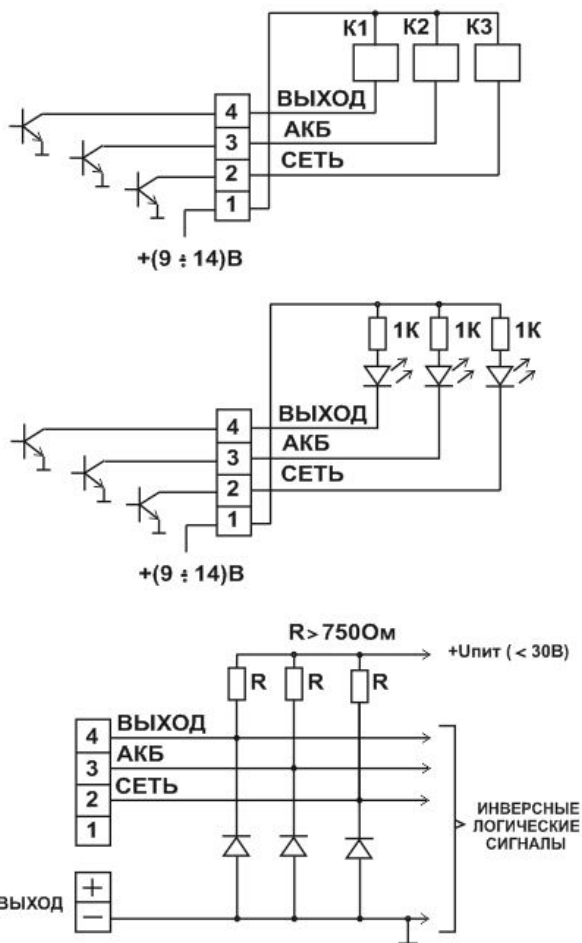 К1 К2 К3
4 ВЫХОД
3 АКБ
2 СЕТЬ
1
+(9 ÷ 14)В
1К 1К 1К
4 ВЫХОД
3 АКБ
2 СЕТЬ
1
+(9 ÷ 14)В
R > 750Ом
+Uпит ( < 30В)
R R R
4 ВЫХОД
3 АКБ
2 СЕТЬ
1
ИНВЕРСНЫЕ
ЛОГИЧЕСКИЕ
СИГНАЛЫ
ВЫХОД + −